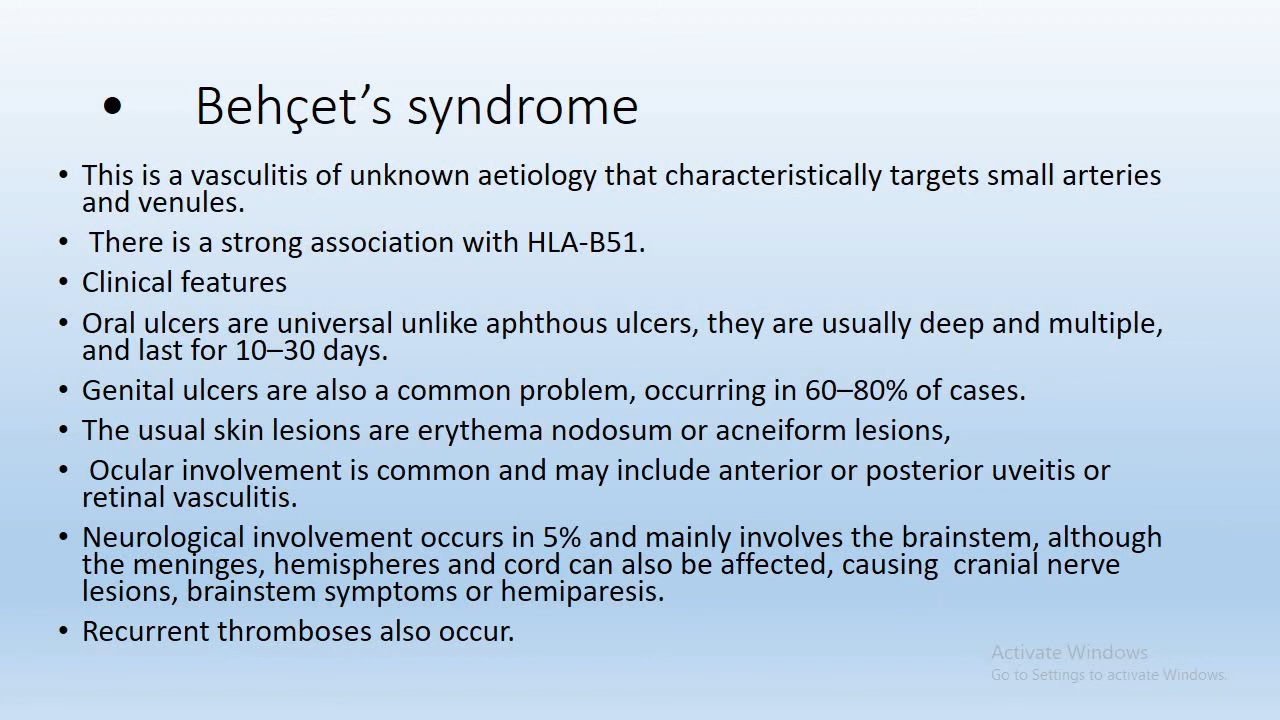 • Behçet’s syndrome
• This is a vasculitis of unknown aetiology that characteristically targets small arteries
and venules.
• There is a strong association with HLA-B51.
• Clinical features
• Oral ulcers are universal unlike aphthous ulcers, they are usually deep and multiple,
and last for 10–30 days.
• Genital ulcers are also a common problem, occurring in 60–80% of cases.
• The usual skin lesions are erythema nodosum or acneiform lesions,
• Ocular involvement is common and may include anterior or posterior uveitis or
retinal vasculitis.
• Neurological involvement occurs in 5% and mainly involves the brainstem, although
the meninges, hemispheres and cord can also be affected, causing  cranial nerve
lesions, brainstem symptoms or hemiparesis.
• Recurrent thromboses also occur.
Activate Windows
Go to Settings to activate Windows.